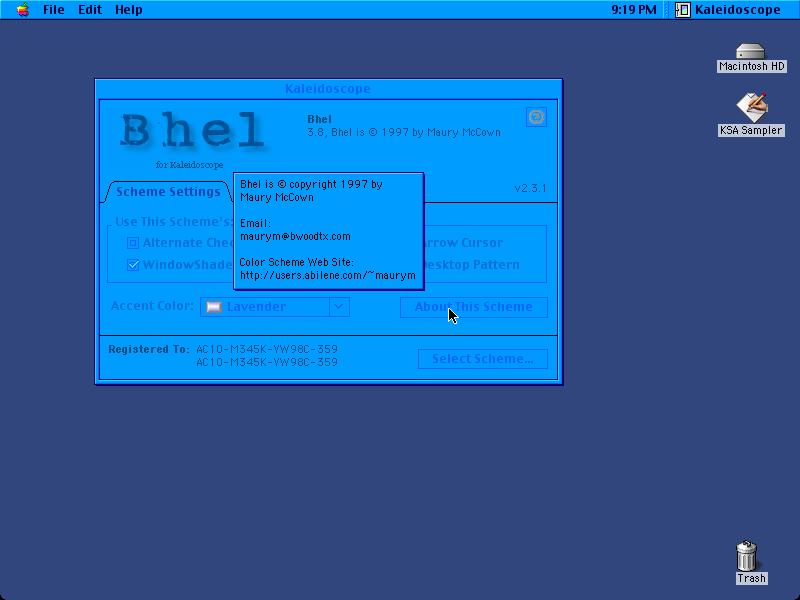 File Edit Help 9:19 PM Kaleidoscope
Macintosh HD
KSA Sampler
Kaleidoscope
Bhel
for Kaleidoscope
Bhel
3.8, Bhel is © 1997 by Maury McCown
v2.3.1
Scheme Settings
Bhel is © copyright 1997 by
Maury McCown
Email:
maurym@bwoodtx.com
Color Scheme Web Site:
http://users.abilene.com/~maurym
Use This Scheme's:
Alternate Chec
rrow Cursor
WindowShade
esktop Pattern
Accent Color: Lavender
About This Scheme
Registered To: AC10-M345K-YW98C-359
AC10-M345K-YW98C-359
Select Scheme...
Trash